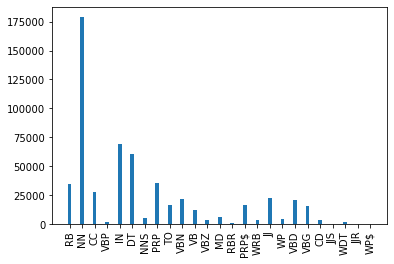 175000
150000
125000
100000
75000
50000
25000
0
RB
NN
CC
VBP
IN
DT
NNS
PRP
TO
VBN
VB
VBZ
MD
RBR
PRP$
WRB
JJ
WP
VBD
VBG
CD
JJS
WDT
JJR
WP$